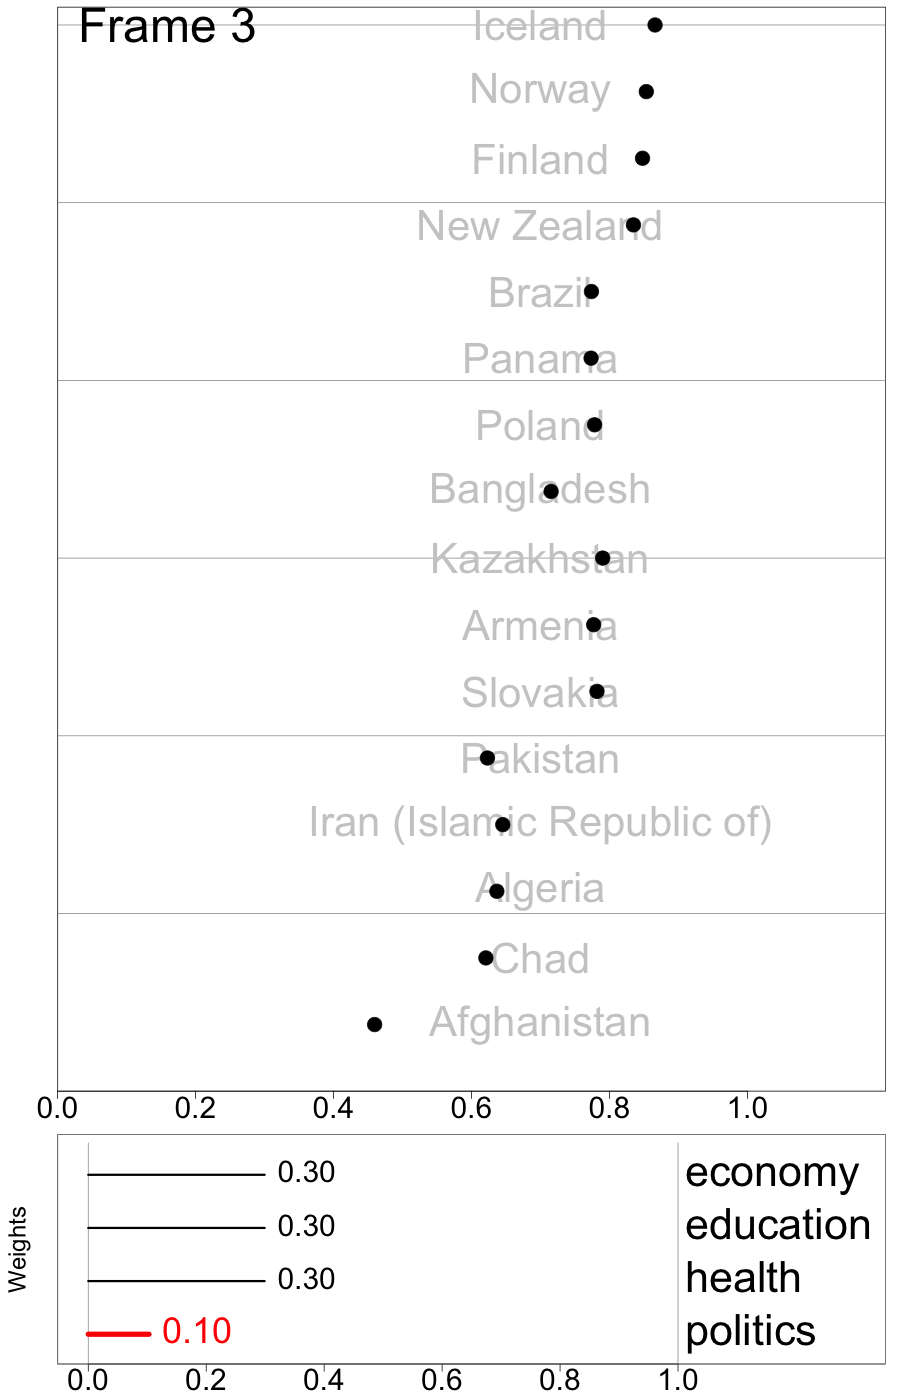 Frame 3
Iceland
Norway
Finland
New Zealand
Brazil
Panama
Poland
Bangladesh
Kazakhstan
Armenia
Slovakia
Pakistan
Iran (Islamic Republic of)
Algeria
Chad
Afghanistan
0.0 0.2 0.4 0.6 0.8 1.0
Weights
0.30 economy
0.30 education
0.30 health
0.10 politics
0.0 0.2 0.4 0.6 0.8 1.0